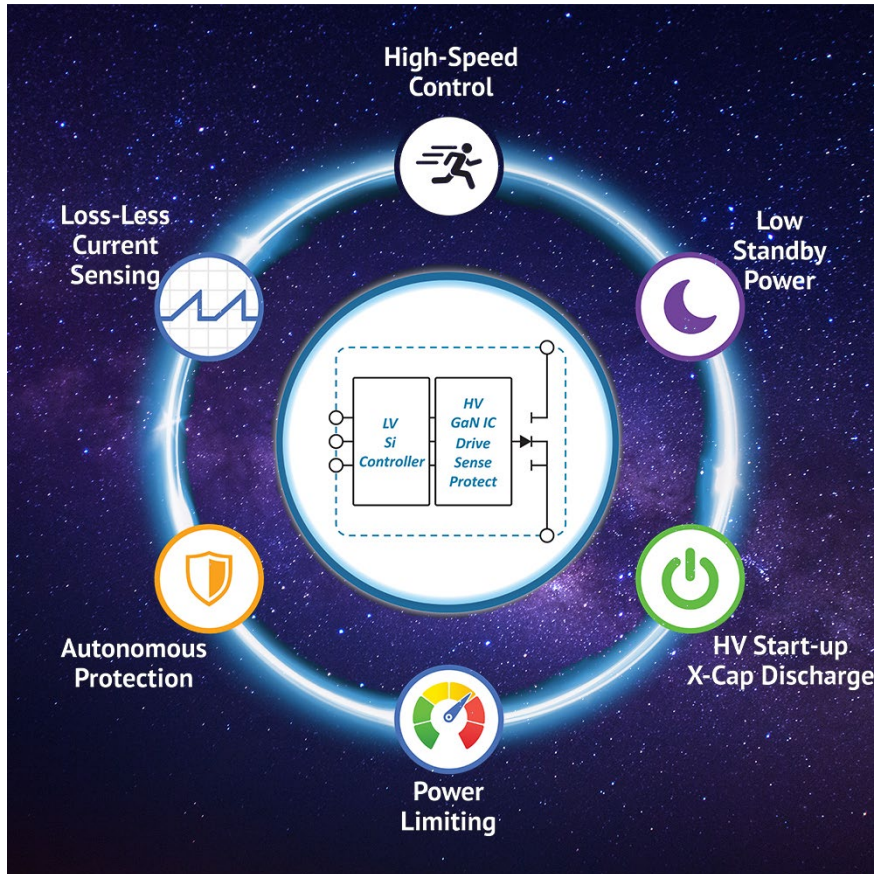 High-Speed
Control
Loss-Less
Current
Sensing
Low
Standby
Power
LV
Si
Controller
HV
GaN IC
Drive
Sense
Protect
Autonomous
Protection
HV Start-up
X-Cap Discharge
Power
Limiting